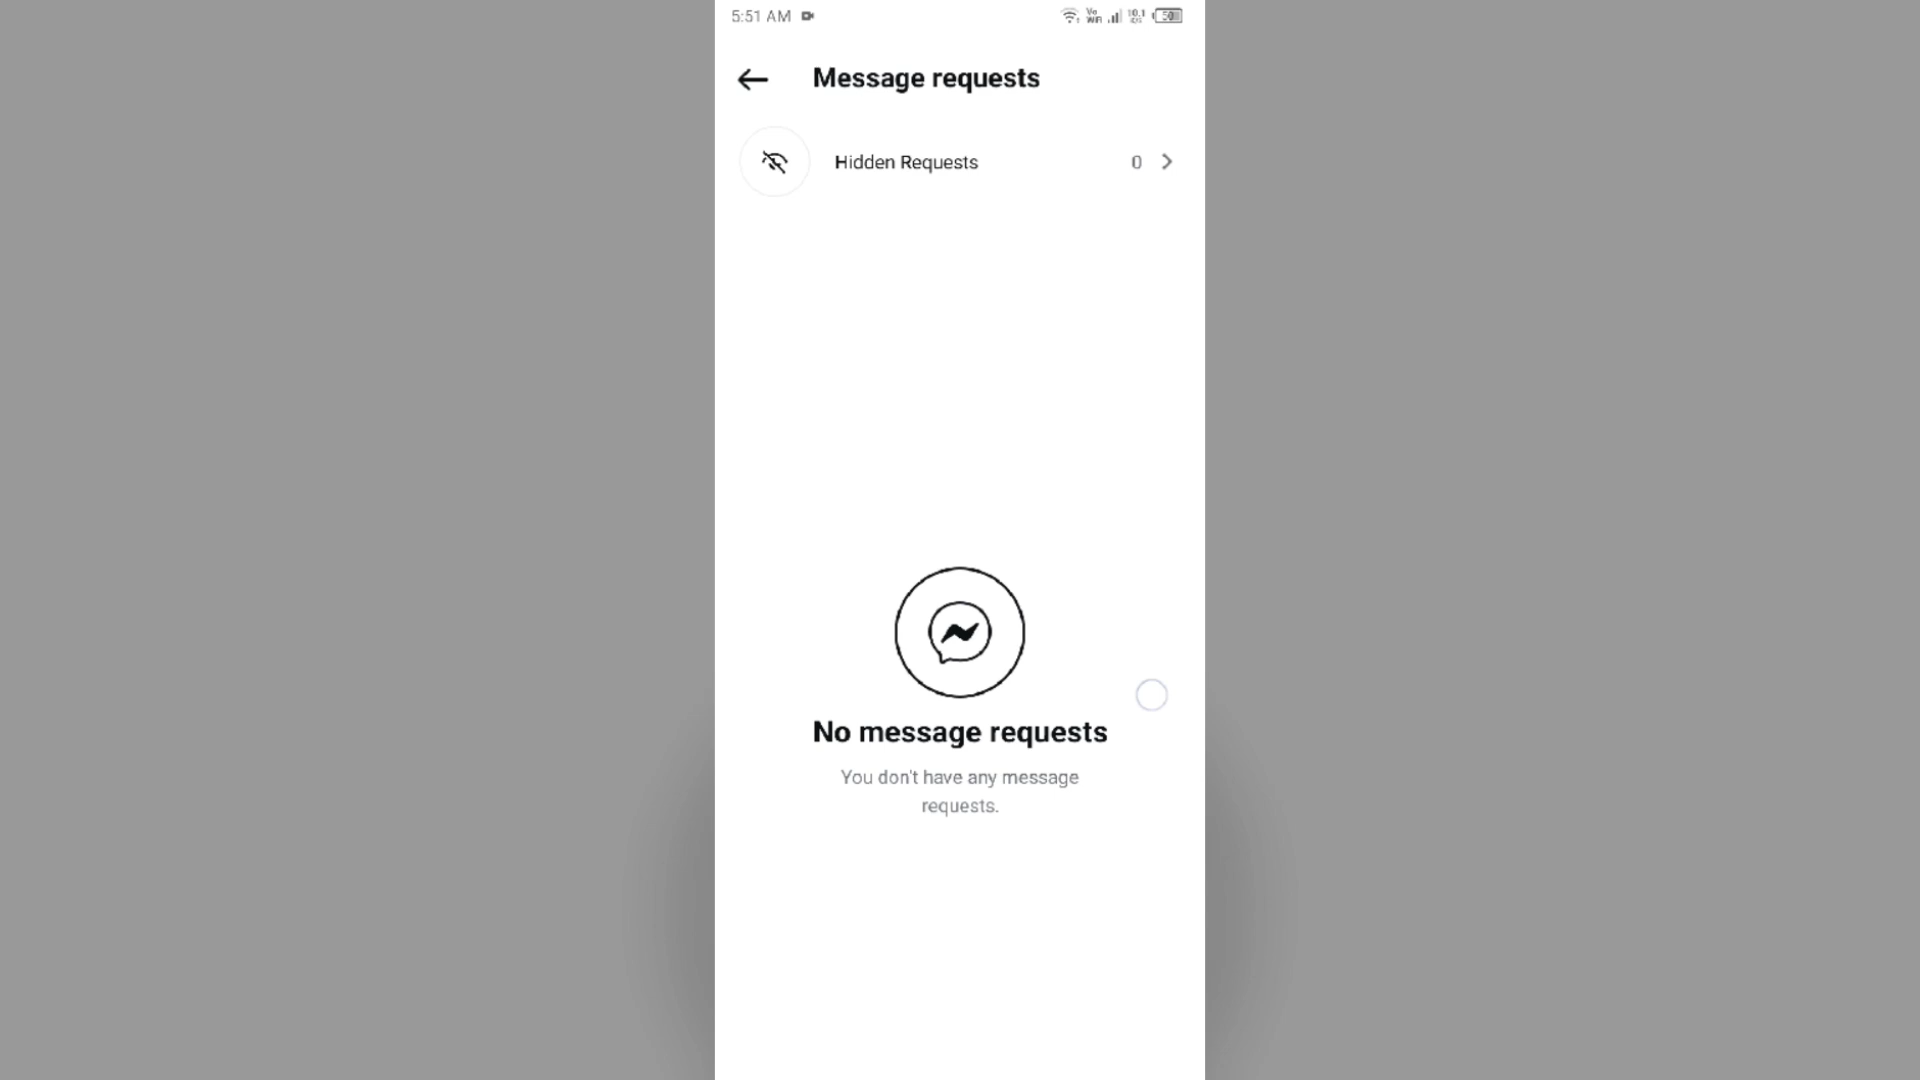 5:51 AM
Message requests
Hidden Requests 0
No message requests
You don't have any message
requests.